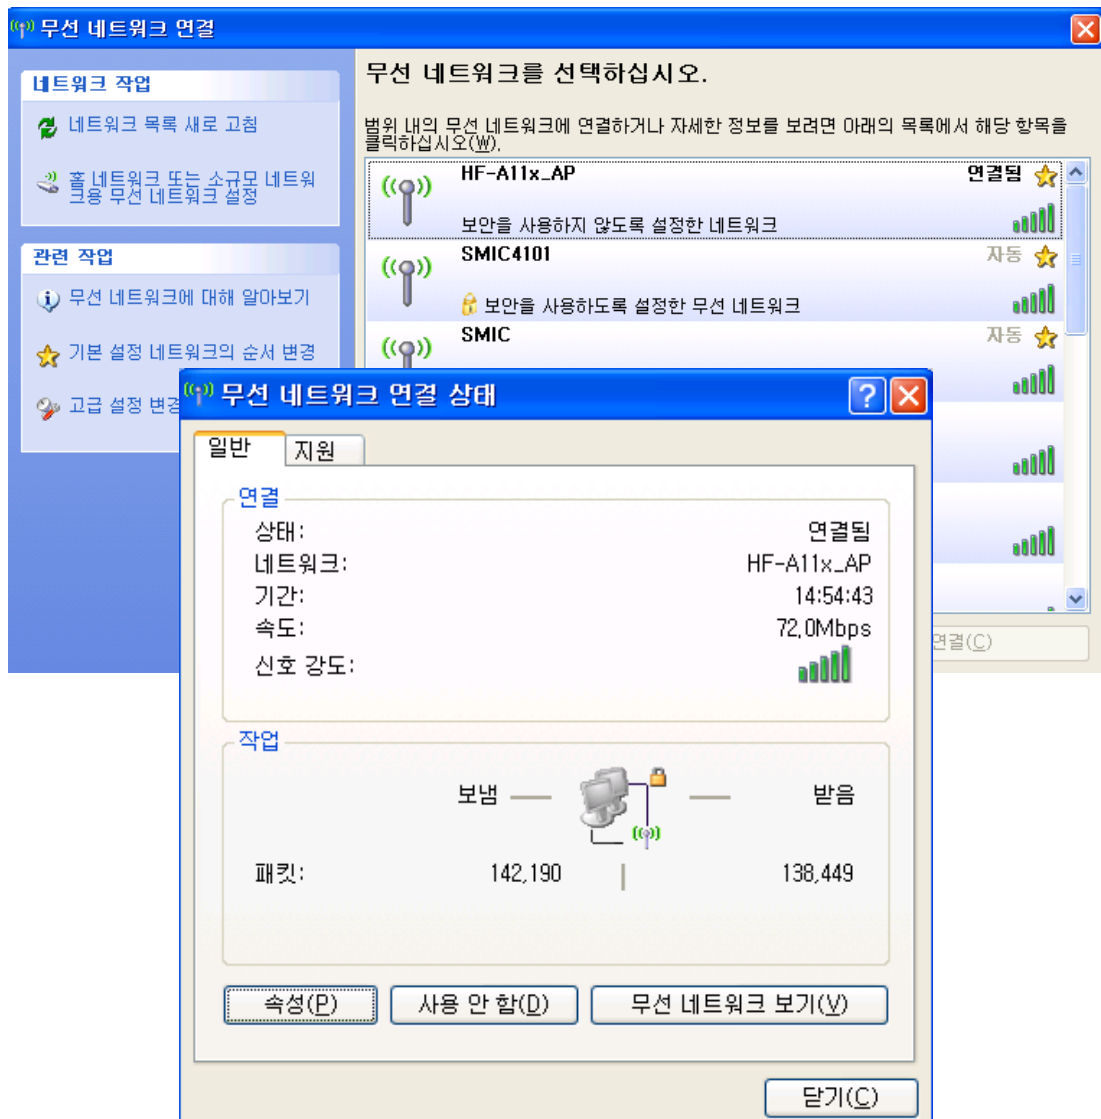 무선 네트워크 연결
네트워크 작업
네트워크 목록 새로 고침
홈 네트워크 또는 소규모 네트워
크용 무선 네트워크 설정
관련 작업
무선 네트워크에 대해 알아보기
기본 설정 네트워크의 순서 변경
고급 설정 변경
무선 네트워크를 선택하십시오.
범위 내의 무선 네트워크에 연결하거나 자세한 정보를 보려면 아래의 목록에서 해당 항목을
클릭하십시오(W).
HF-A11x_AP 연결됨
보안을 사용하지 않도록 설정한 네트워크
SMIC4101 자동
보안을 사용하도록 설정한 무선 네트워크
SMIC 자동
연결(C)
무선 네트워크 연결 상태
일반 지원
연결
상태: 연결됨
네트워크: HF-A11x_AP
기간: 14:54:43
속도: 72.0Mbps
신호 강도:
작업
보냄 받음
패킷: 142,190 138,449
속성(P) 사용 안 함(D) 무선 네트워크 보기(V)
닫기(C)